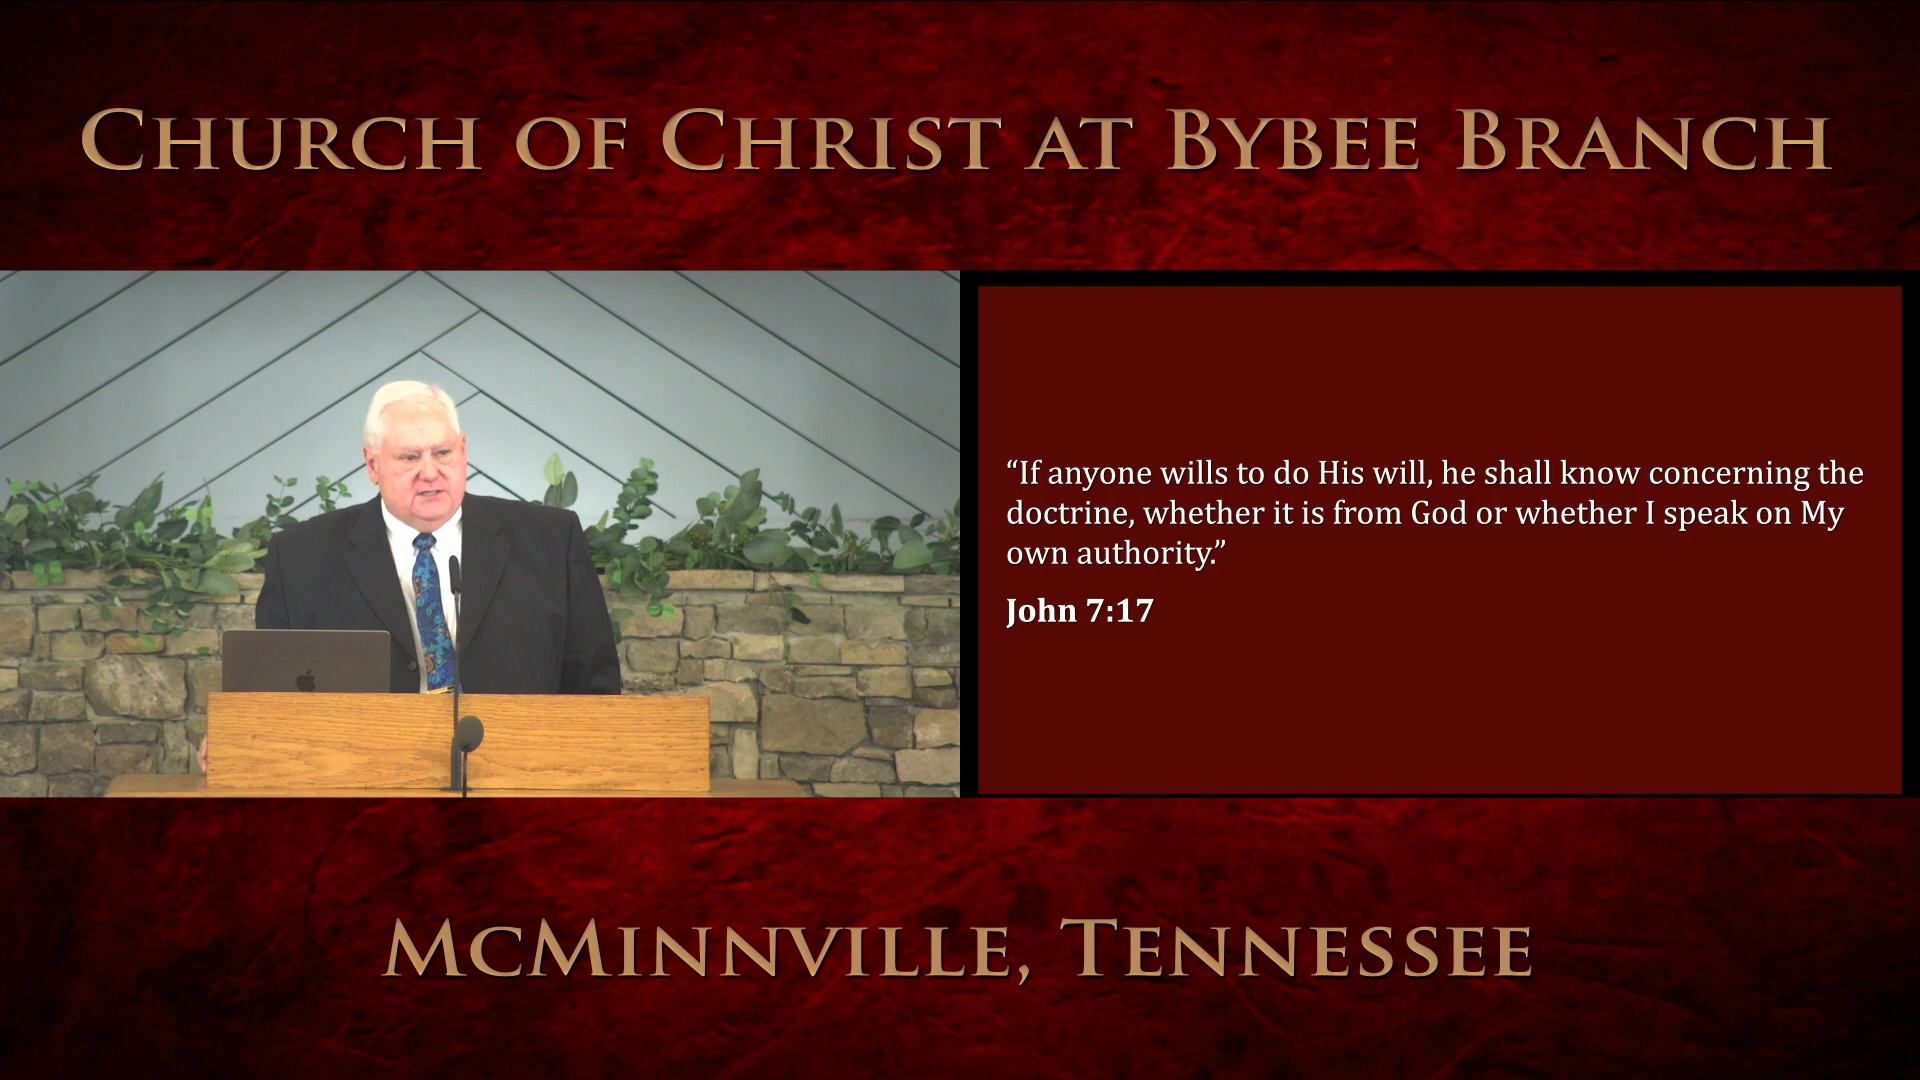 Church of Christ at Bybee Branch
“If anyone wills to do His will, he shall know concerning the
doctrine, whether it is from God or whether I speak on My
own authority.”
John 7:17
McMinnville, Tennessee